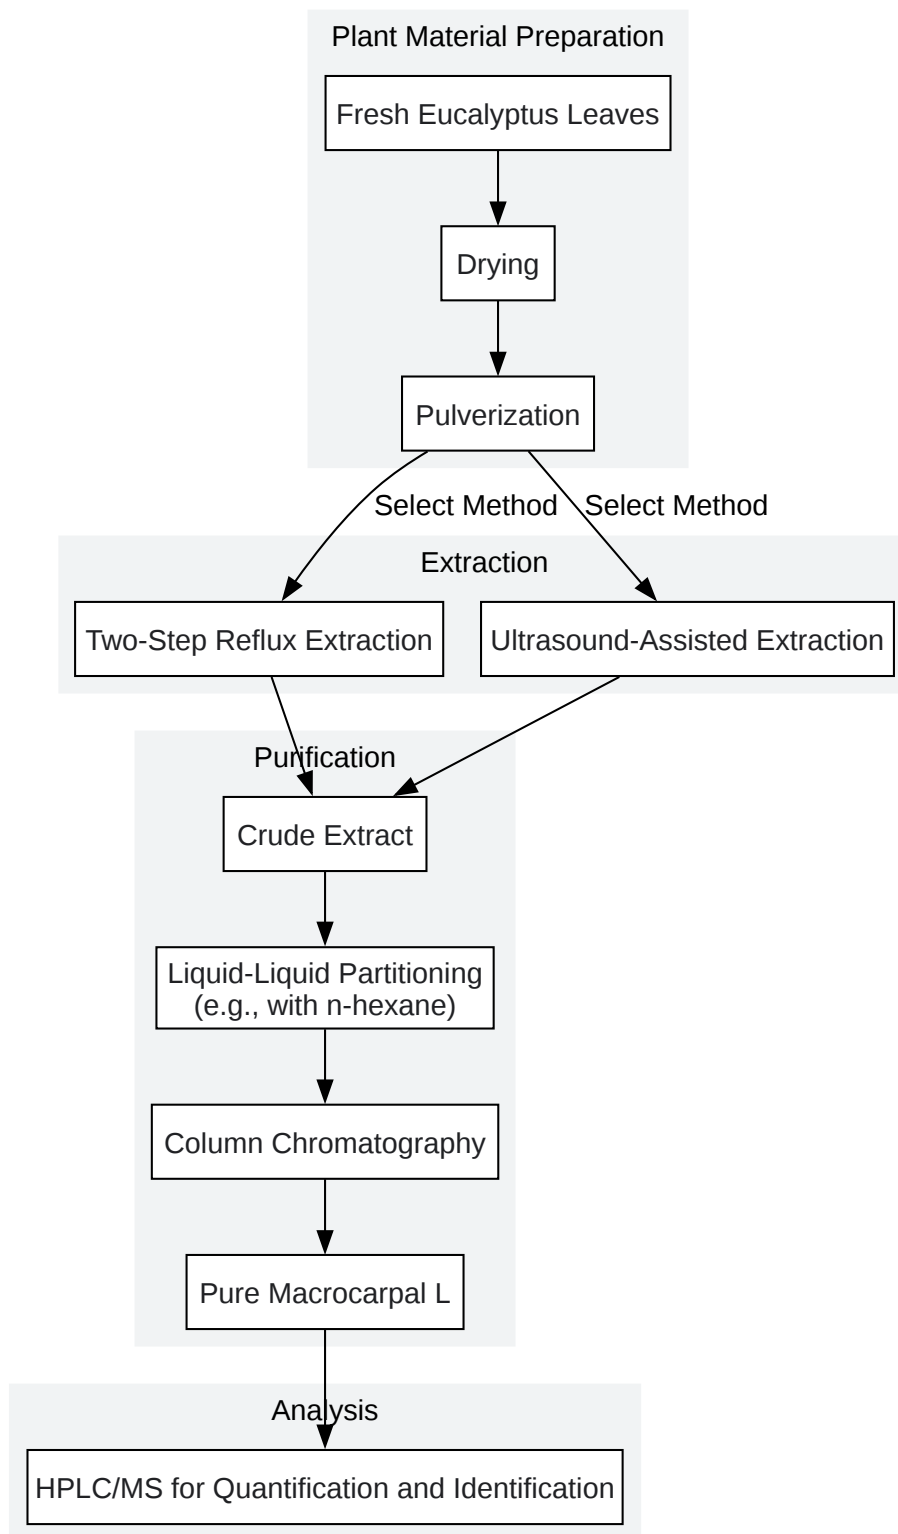 Plant Material Preparation
Fresh Eucalyptus Leaves
Drying
Pulverization
Select Method
Select Method
Extraction
Two-Step Reflux Extraction
Ultrasound-Assisted Extraction
Purification
Crude Extract
Liquid-Liquid Partitioning
(e.g., with n-hexane)
Column Chromatography
Pure Macrocarpal L
Analysis
HPLC/MS for Quantification and Identification